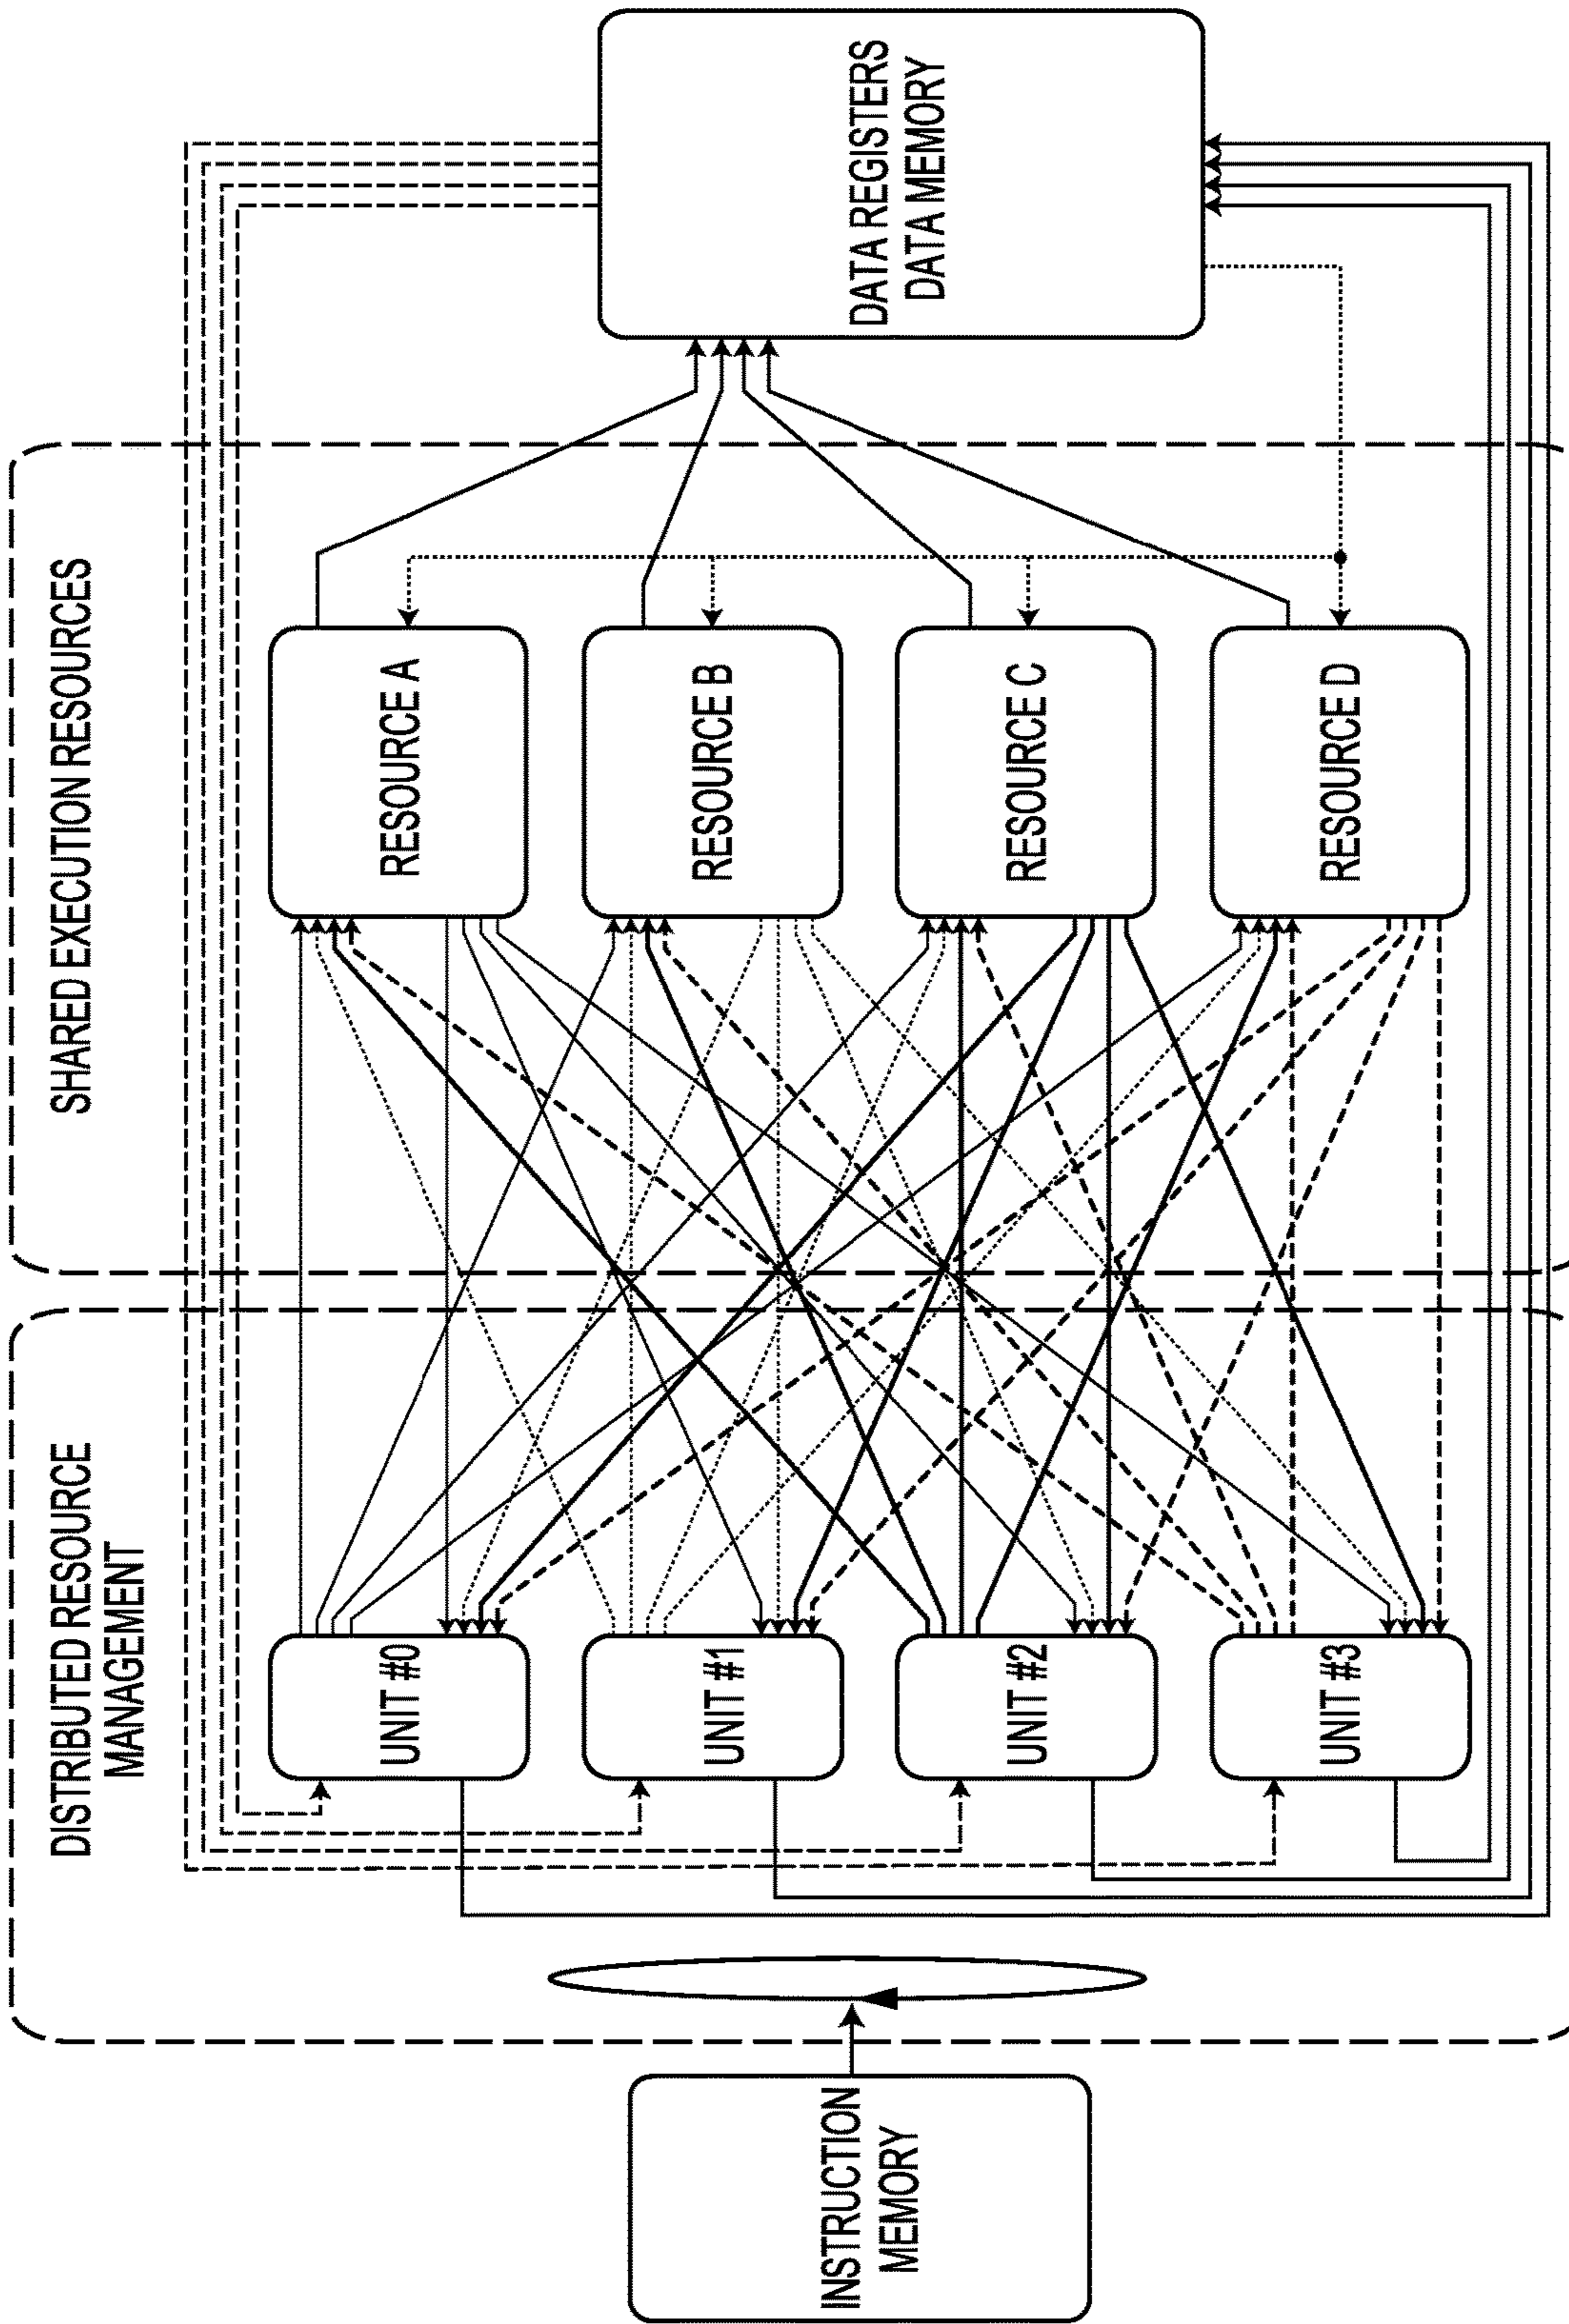 DISTRIBUTED RESOURCE
MANAGEMENT
SHARED EXECUTION RESOURCES
INSTRUCTION
MEMORY
UNIT #0
UNIT #1
UNIT #2
UNIT #3
RESOURCE A
RESOURCE B
RESOURCE C
RESOURCE D
DATA REGISTERS
DATA MEMORY